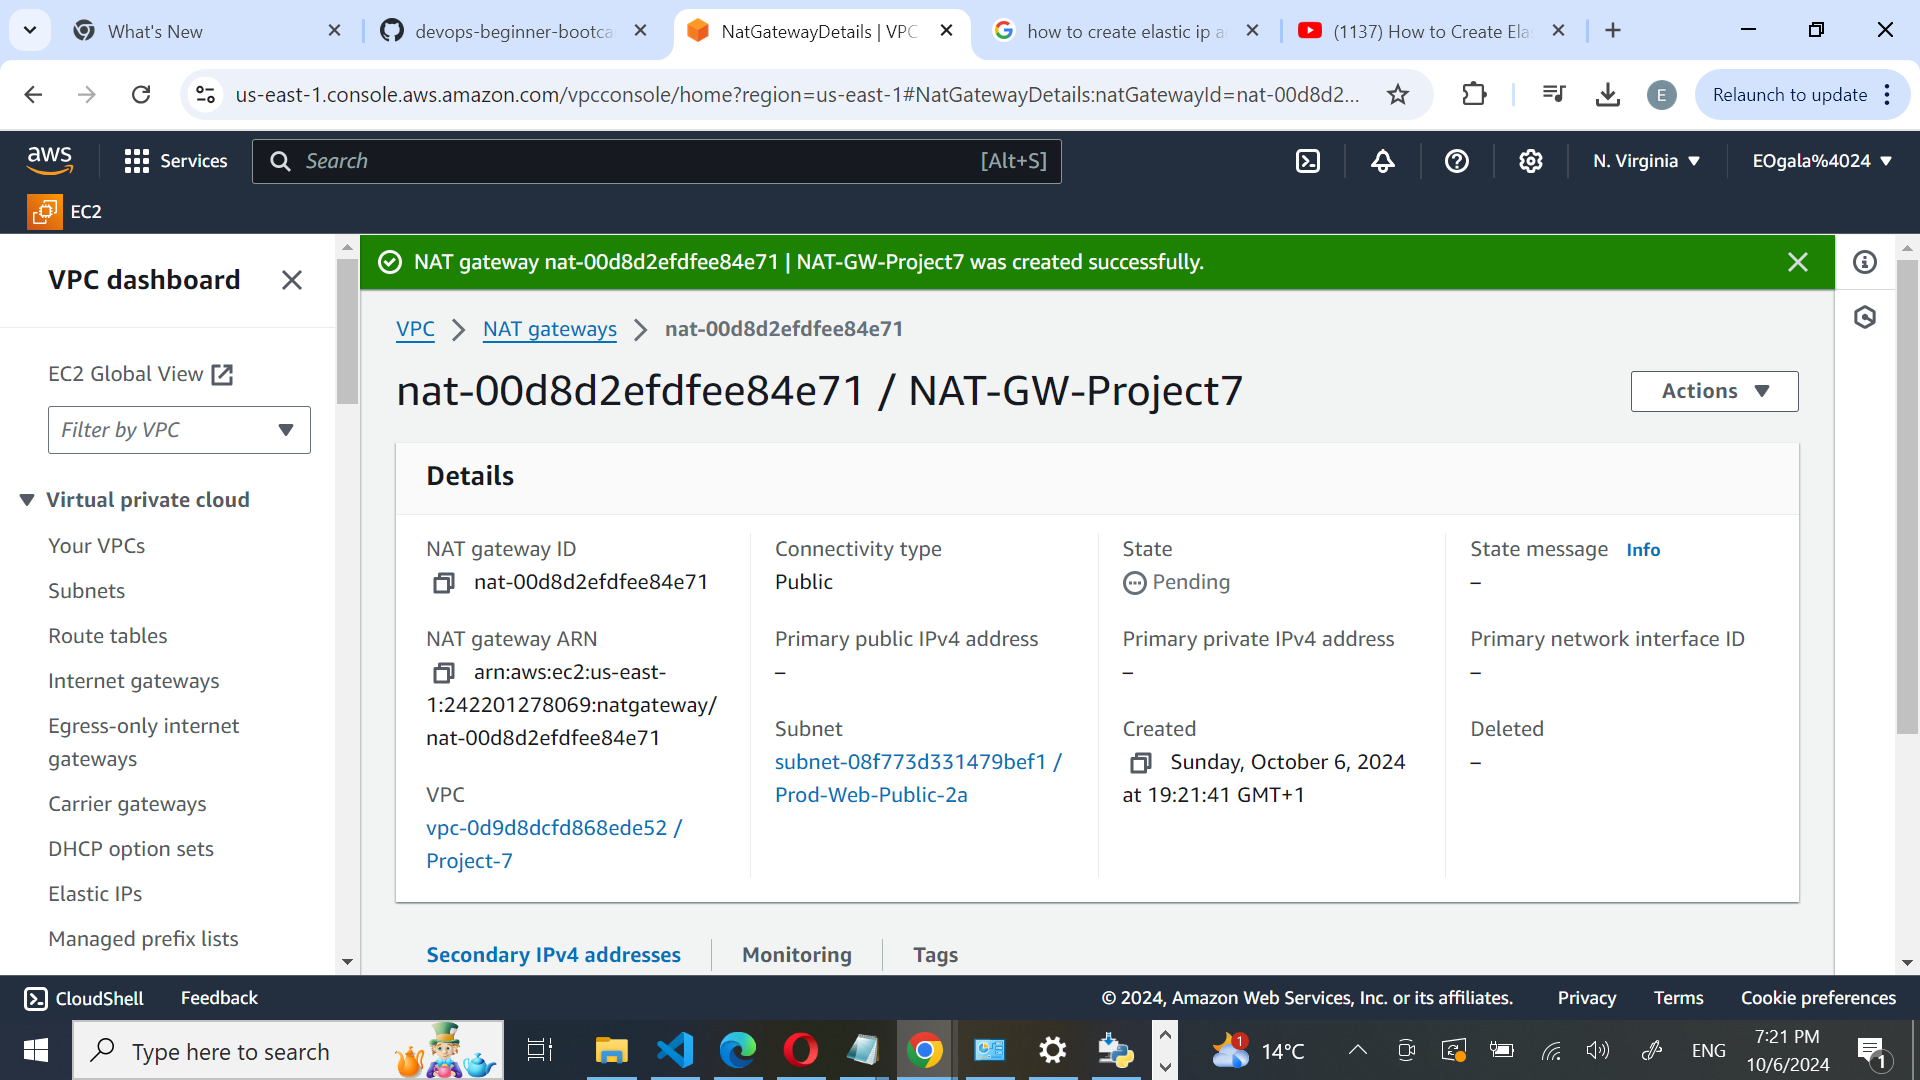 What's New
devops-beginner-bootca
NatGatewayDetails | VPC
how to create elastic ip a
(1137) How to Create Ela
us-east-1.console.aws.amazon.com/vpcconsole/home?region=us-east-1#NatGatewayDetails:natGatewayId=nat-00d8d2...
E
Relaunch to update
aws
Services
Search
[Alt+S]
N. Virginia
EOgala%4024
EC2
VPC dashboard
EC2 Global View
Filter by VPC
Virtual private cloud
Your VPCs
Subnets
Route tables
Internet gateways
Egress-only internet
gateways
Carrier gateways
DHCP option sets
Elastic IPs
Managed prefix lists
NAT gateway nat-00d8d2efdfee84e71 | NAT-GW-Project7 was created successfully.
VPC
NAT gateways
nat-00d8d2efdfee84e71
nat-00d8d2efdfee84e71 / NAT-GW-Project7
Actions
Details
NAT gateway ID
nat-00d8d2efdfee84e71
NAT gateway ARN
arn:aws:ec2:us-east-
1:242201278069:natgateway/
nat-00d8d2efdfee84e71
VPC
vpc-0d9d8dcfd868ede52 /
Project-7
Connectivity type
Public
Primary public IPv4 address
–
Subnet
subnet-08f773d331479bef1 /
Prod-Web-Public-2a
State
Pending
Primary private IPv4 address
–
Created
Sunday, October 6, 2024
at 19:21:41 GMT+1
State message Info
–
Primary network interface ID
–
Deleted
–
Secondary IPv4 addresses
Monitoring
Tags
CloudShell
Feedback
© 2024, Amazon Web Services, Inc. or its affiliates.
Privacy
Terms
Cookie preferences
Type here to search
1
14°C
ENG
7:21 PM
10/6/2024
1